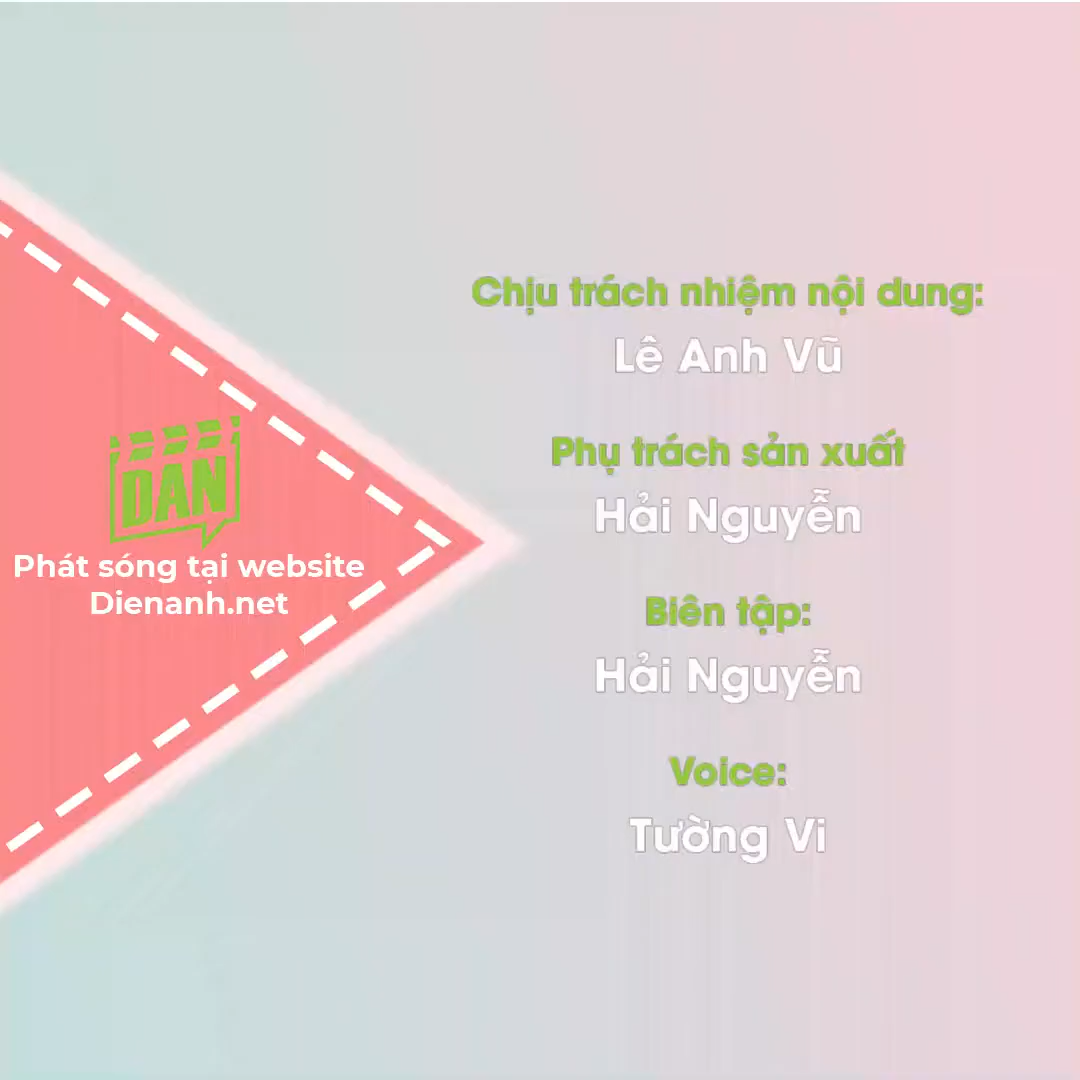 DAN
Phát sóng tại website
Dienanh.net
Chịu trách nhiệm nội dung:
Lê Anh Vũ
Phụ trách sản xuất
Hải Nguyễn
Biên tập:
Hải Nguyễn
Voice:
Tường Vi